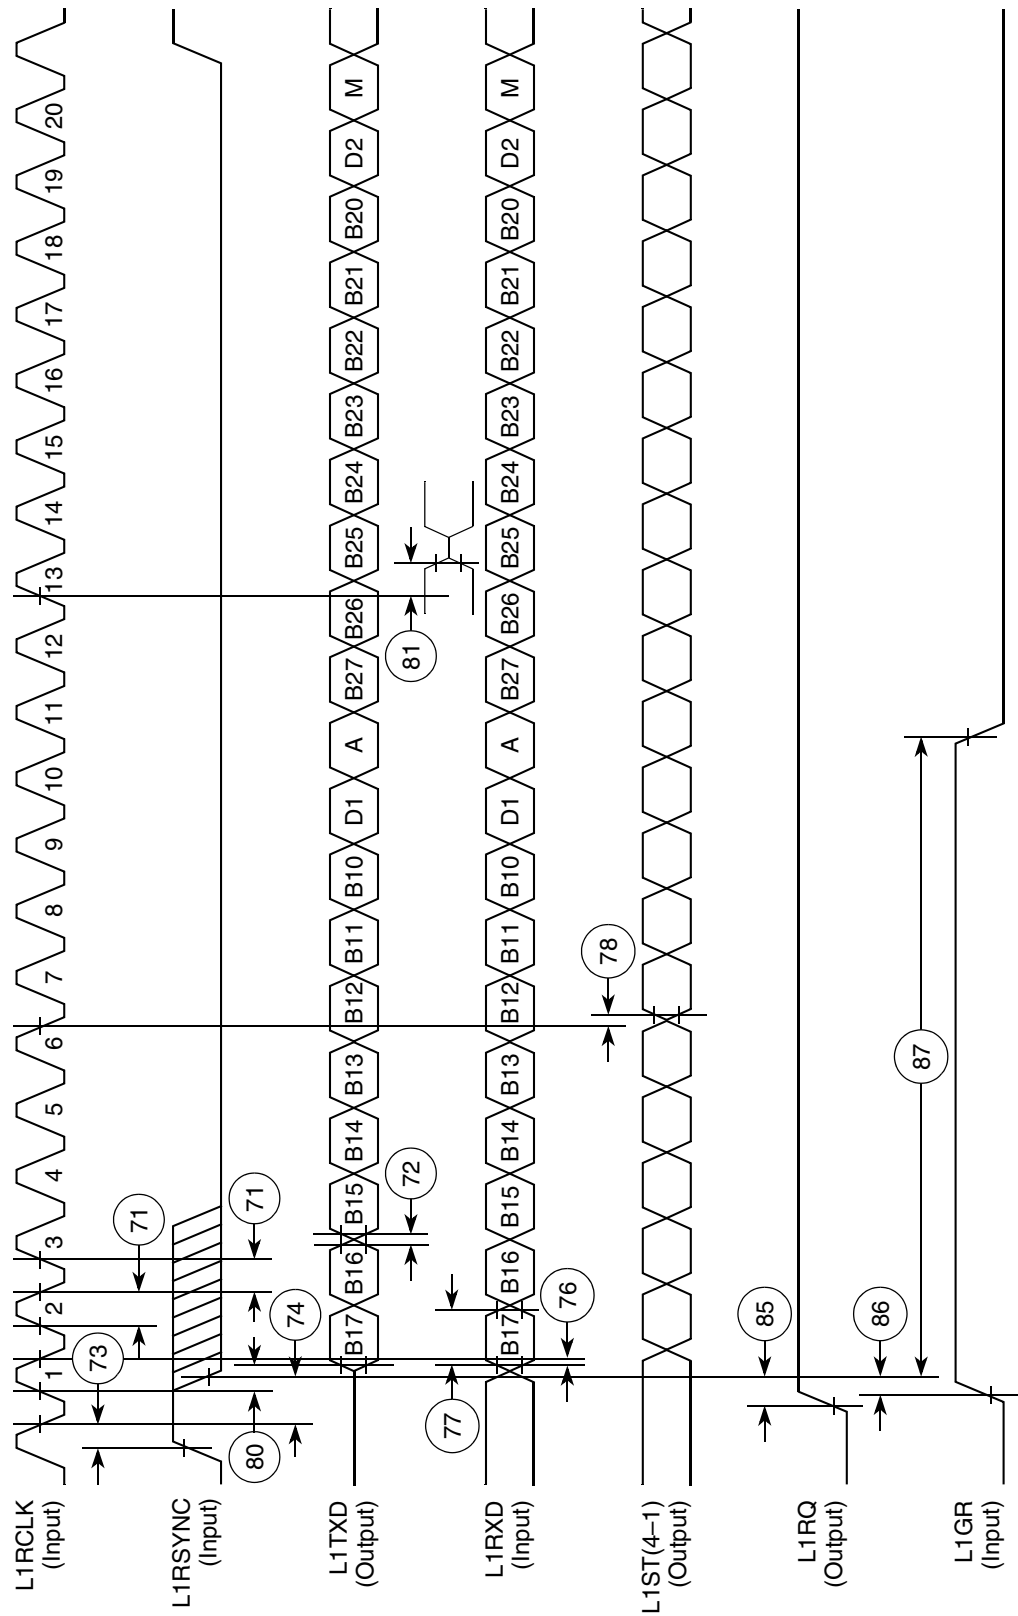 L1RCLK
(Input)
1 2 3 4 5 6 7 8 9 10 11 12 13 14 15 16 17 18 19 20
73 71
L1RSYNC
(Input)
80 74 71
L1TXD
(Output)
B17 B16 B15 B14 B13 B12 B11 B10 D1 A B27 B26 B25 B24 B23 B22 B21 B20 D2 M
72 81
77
L1RXD
(Input)
B17 B16 B15 B14 B13 B12 B11 B10 D1 A B27 B26 B25 B24 B23 B22 B21 B20 D2 M
76
78
L1ST(4–1)
(Output)
85
L1RQ
(Output)
86
87
L1GR
(Input)